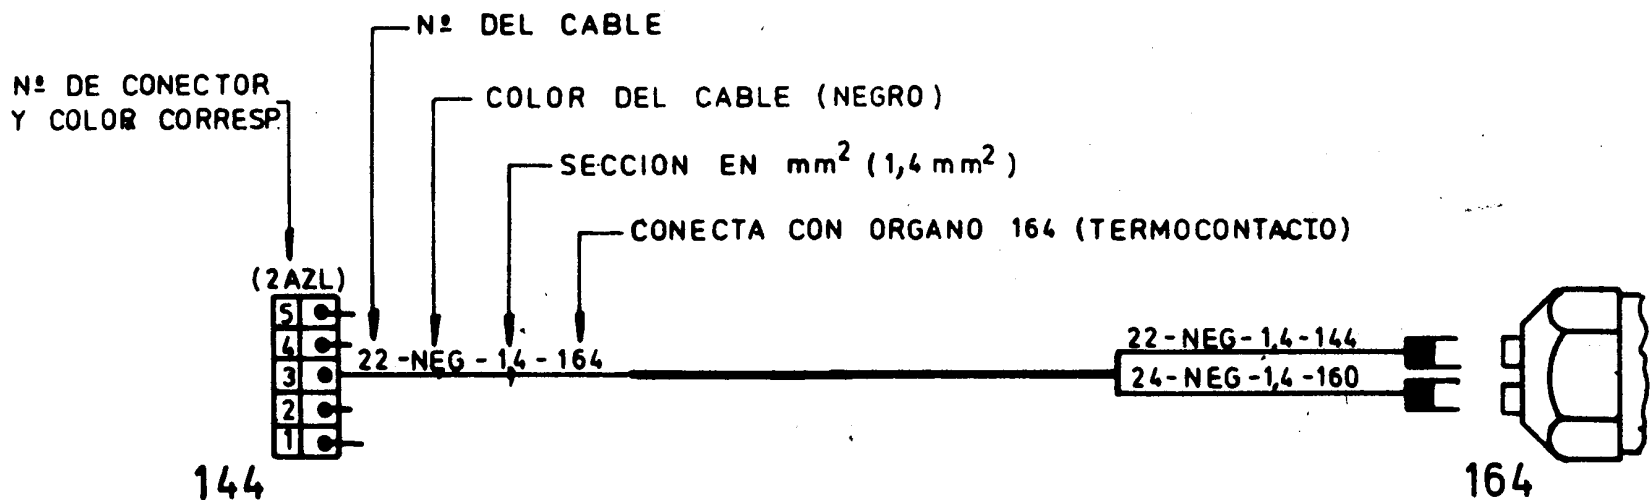 Nº DEL CABLE
Nº DE CONECTOR
Y COLOR CORRESP.
COLOR DEL CABLE (NEGRO)
SECCION EN mm² (1,4 mm²)
CONECTA CON ORGANO 164 (TERMOCONTACTO)
(2AZL)
5
4
3
2
1
22-NEG-1,4-164
22-NEG-1,4-144
24-NEG-1,4-160
144
164